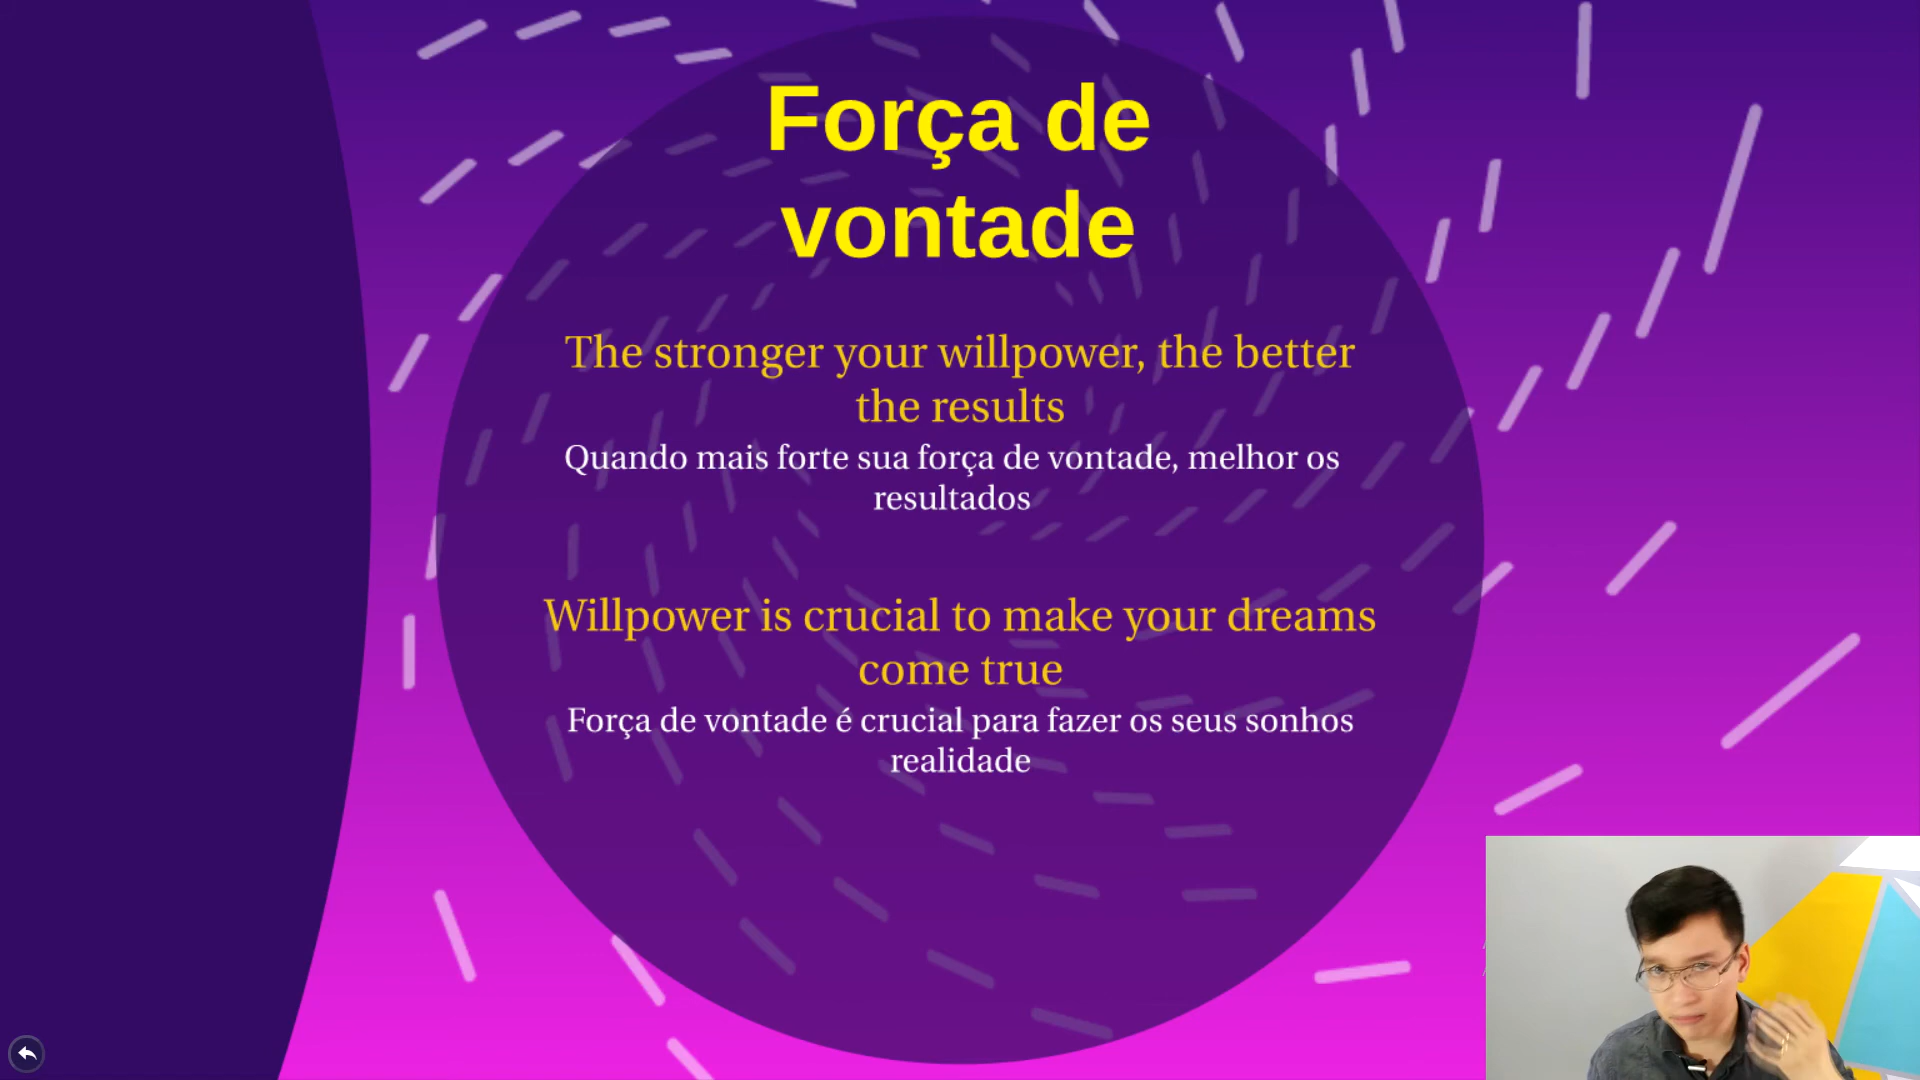 Força de
vontade
The stronger your willpower, the better
the results
Quando mais forte sua força de vontade, melhor os
resultados
Willpower is crucial to make your dreams
come true
Força de vontade é crucial para fazer os seus sonhos
realidade